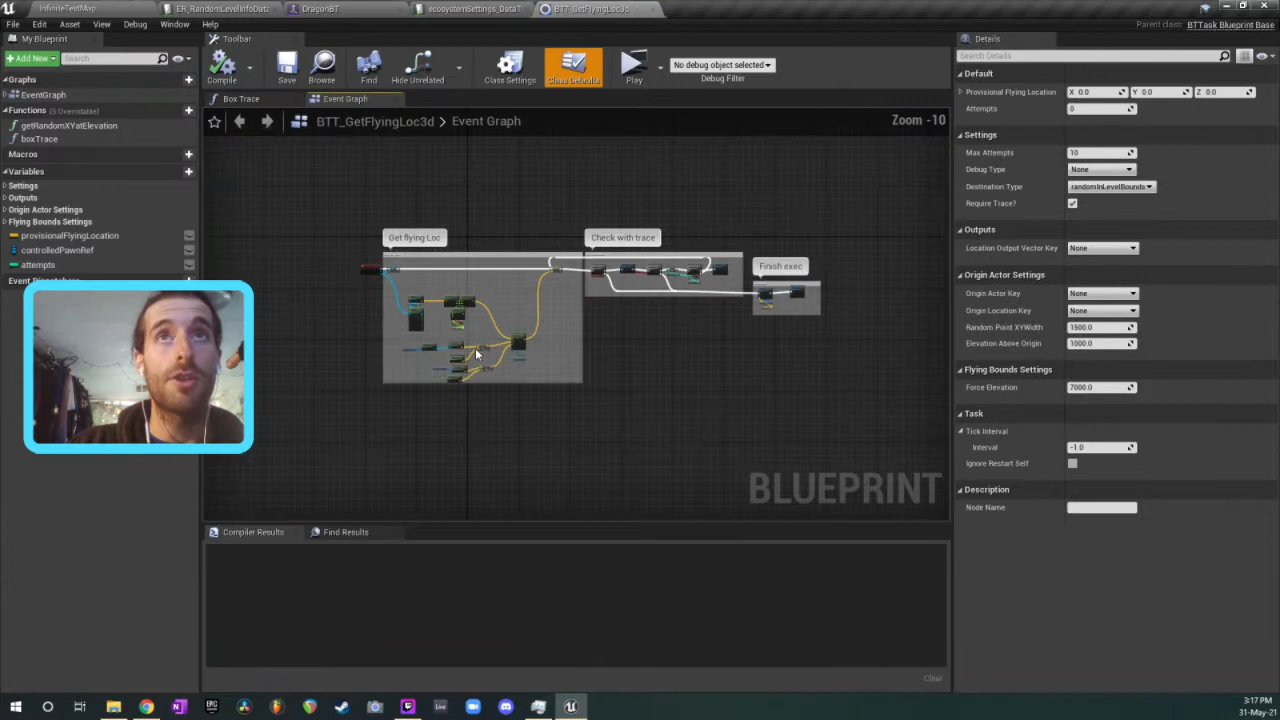 InfiniteTestMap
ER_RandomLevelInfoData
DragonBT
ecosystemSettings_DataT
BTT_GetFlyingLoc3d
File Edit Asset View Debug Window Help
Parent class: BTTask Blueprint Base
My Blueprint
Toolbar
Details
Add New
Search
Compile
Save
Browse
Find
Hide Unrelated
Class Settings
Class Defaults
Play
No debug object selected
Debug Filter
Search Details
Graphs
EventGraph
Functions (5 Overridable)
getRandomXYatElevation
boxTrace
Macros
Variables
Settings
Outputs
Origin Actor Settings
Flying Bounds Settings
provisionalFlyingLocation
controlledPawnRef
attempts
Box Trace
Event Graph
BTT_GetFlyingLoc3d > Event Graph
Zoom -10
Get flying Loc
Check with trace
Finish exec
BLUEPRINT
Compiler Results
Find Results
Clear
Default
Provisional Flying Location X 0.0 Y 0.0 Z 0.0
Attempts 0
Settings
Max Attempts 10
Debug Type None
Destination Type randomInLevelBounds
Require Trace?
Outputs
Location Output Vector Key None
Origin Actor Settings
Origin Actor Key None
Origin Location Key None
Random Point XYWidth 1500.0
Elevation Above Origin 1000.0
Flying Bounds Settings
Force Elevation 7000.0
Task
Tick Interval
Interval -1.0
Ignore Restart Self
Description
Node Name
3:17 PM
31-May-21